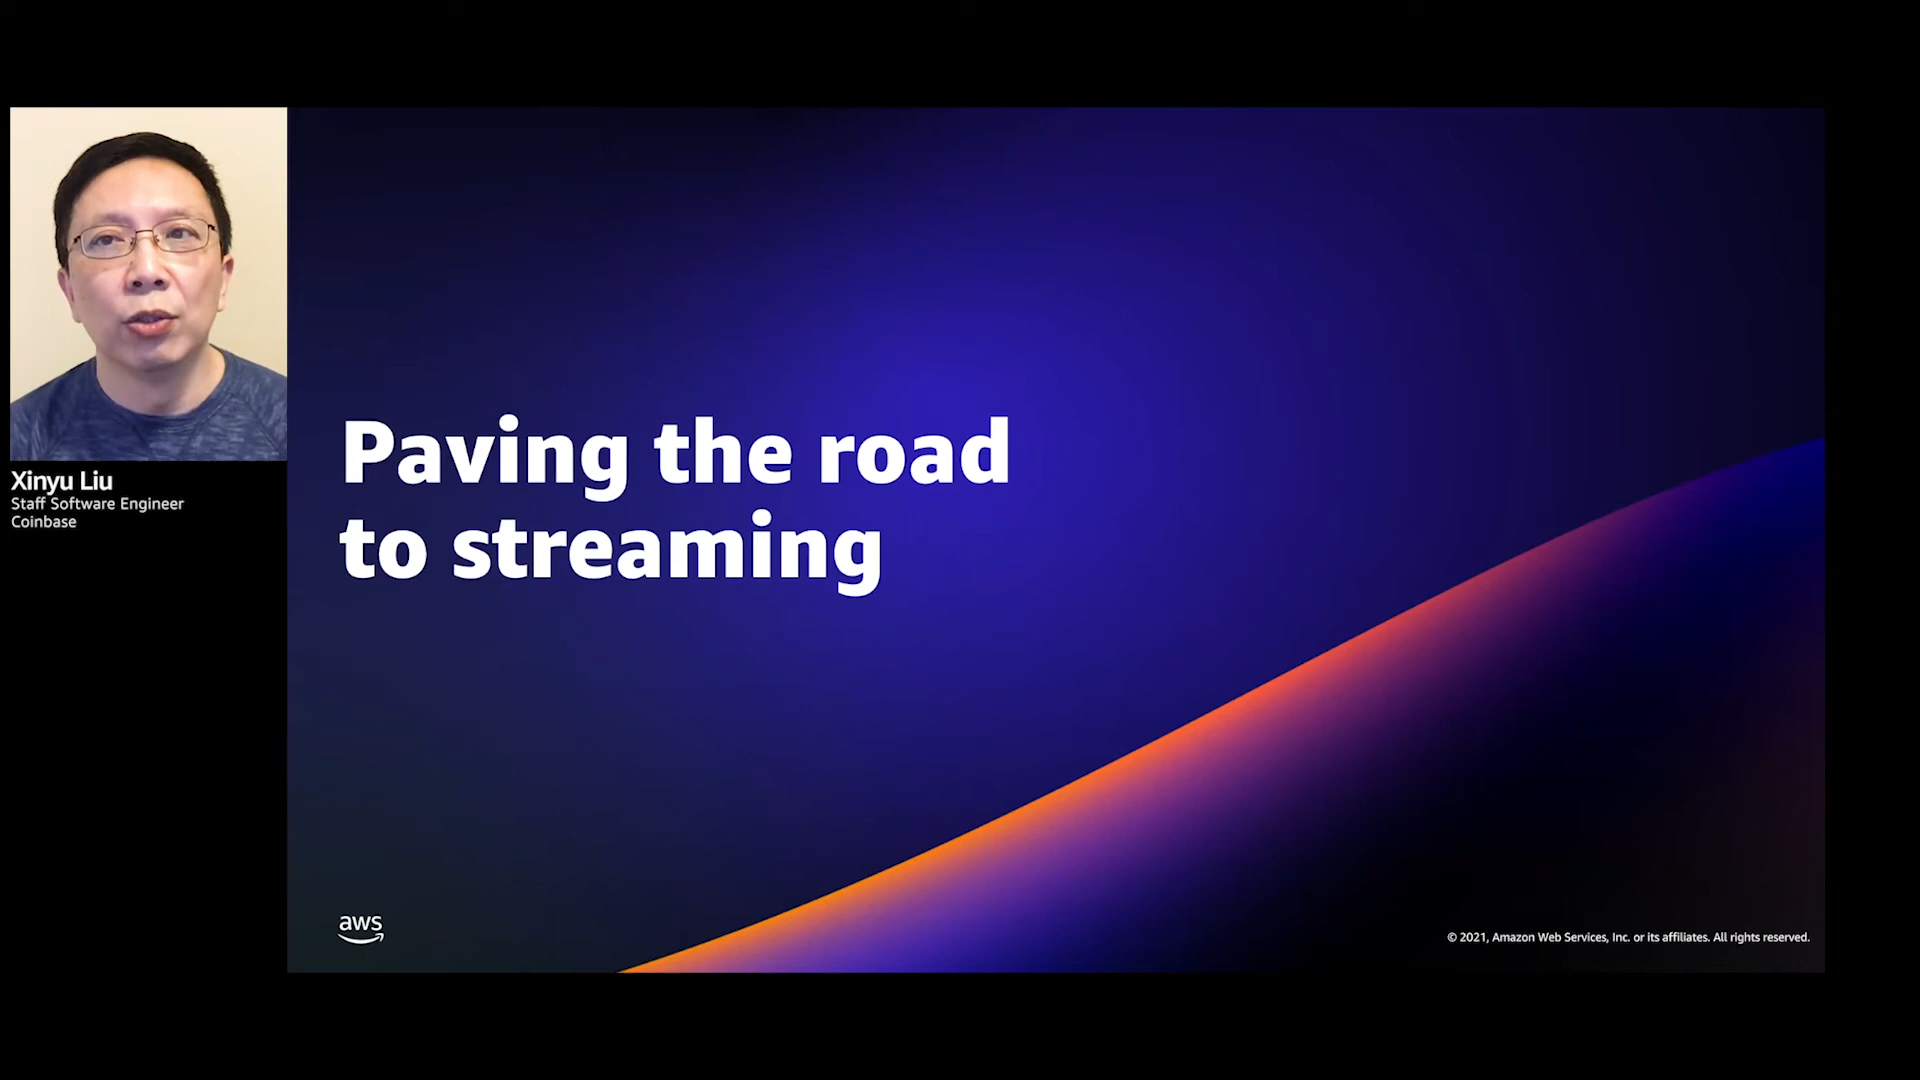 Xinyu Liu
Staff Software Engineer
Coinbase
Paving the road
to streaming
aws
© 2021, Amazon Web Services, Inc. or its affiliates. All rights reserved.